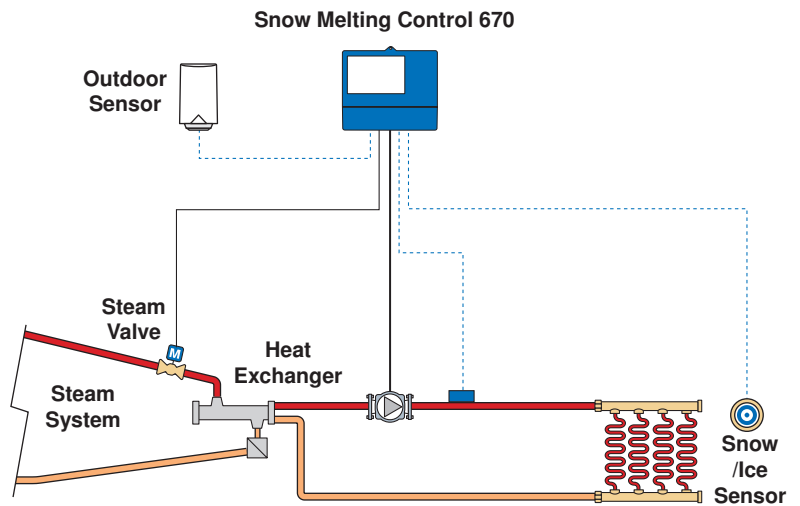 Snow Melting Control 670
Outdoor
Sensor
Steam
Valve
M
Heat
Exchanger
Steam
System
Snow
/Ice
Sensor